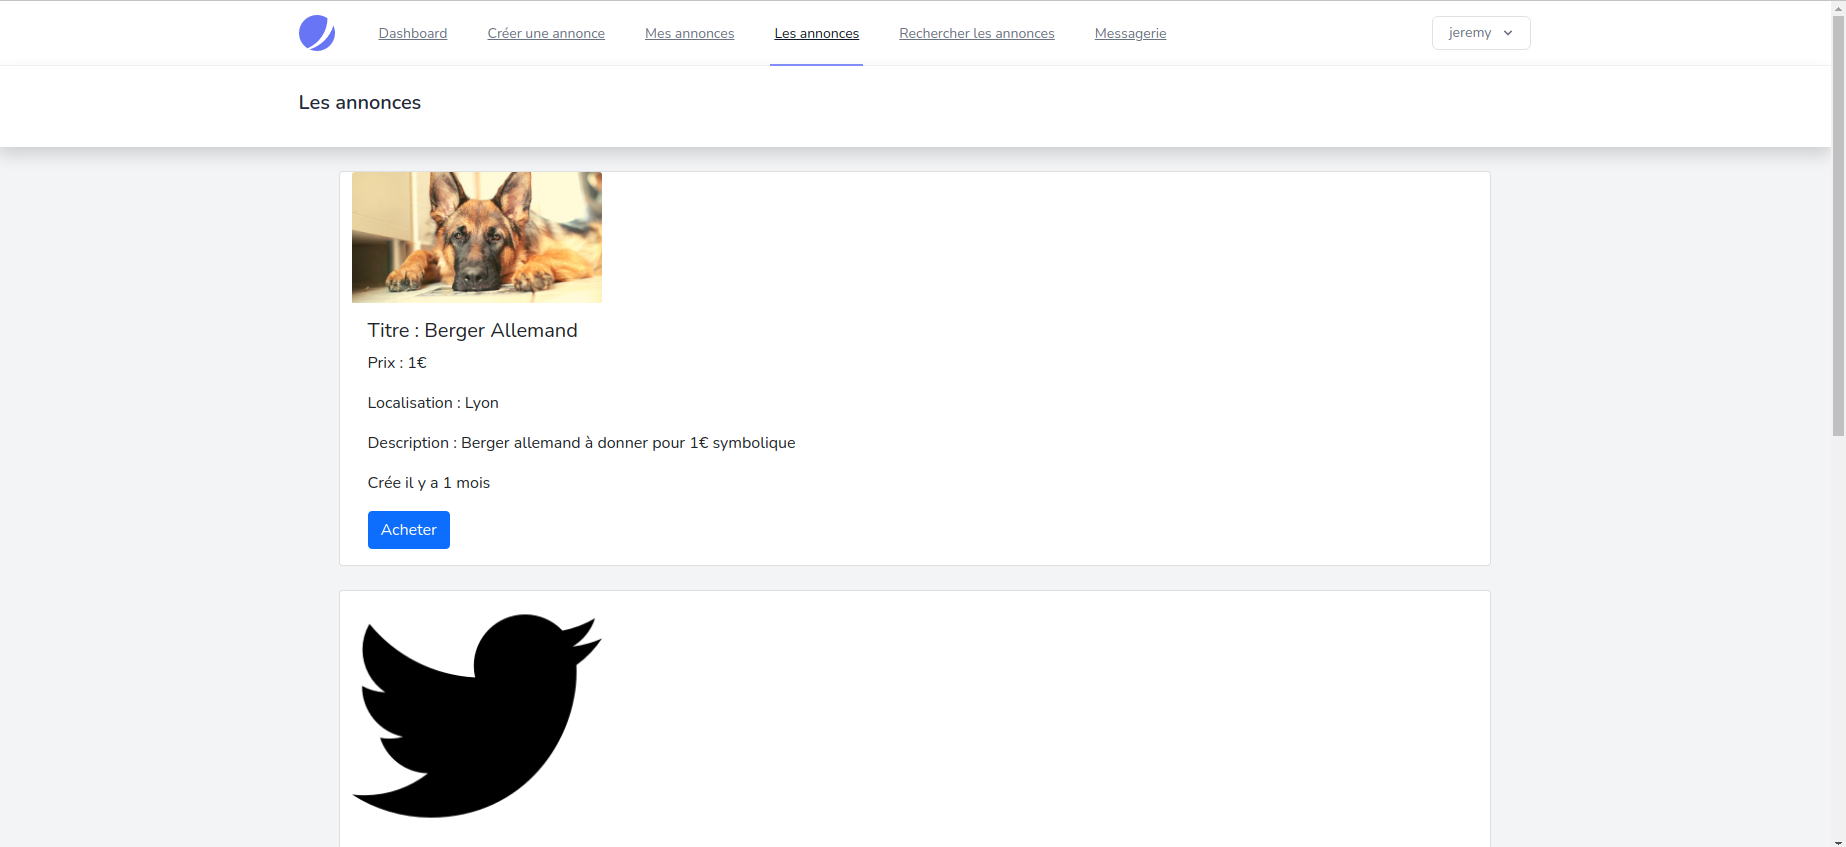 Dashboard Créer une annonce Mes annonces Les annonces Rechercher les annonces Messagerie jeremy
Les annonces
Titre : Berger Allemand
Prix : 1€
Localisation : Lyon
Description : Berger allemand à donner pour 1€ symbolique
Crée il y a 1 mois
Acheter